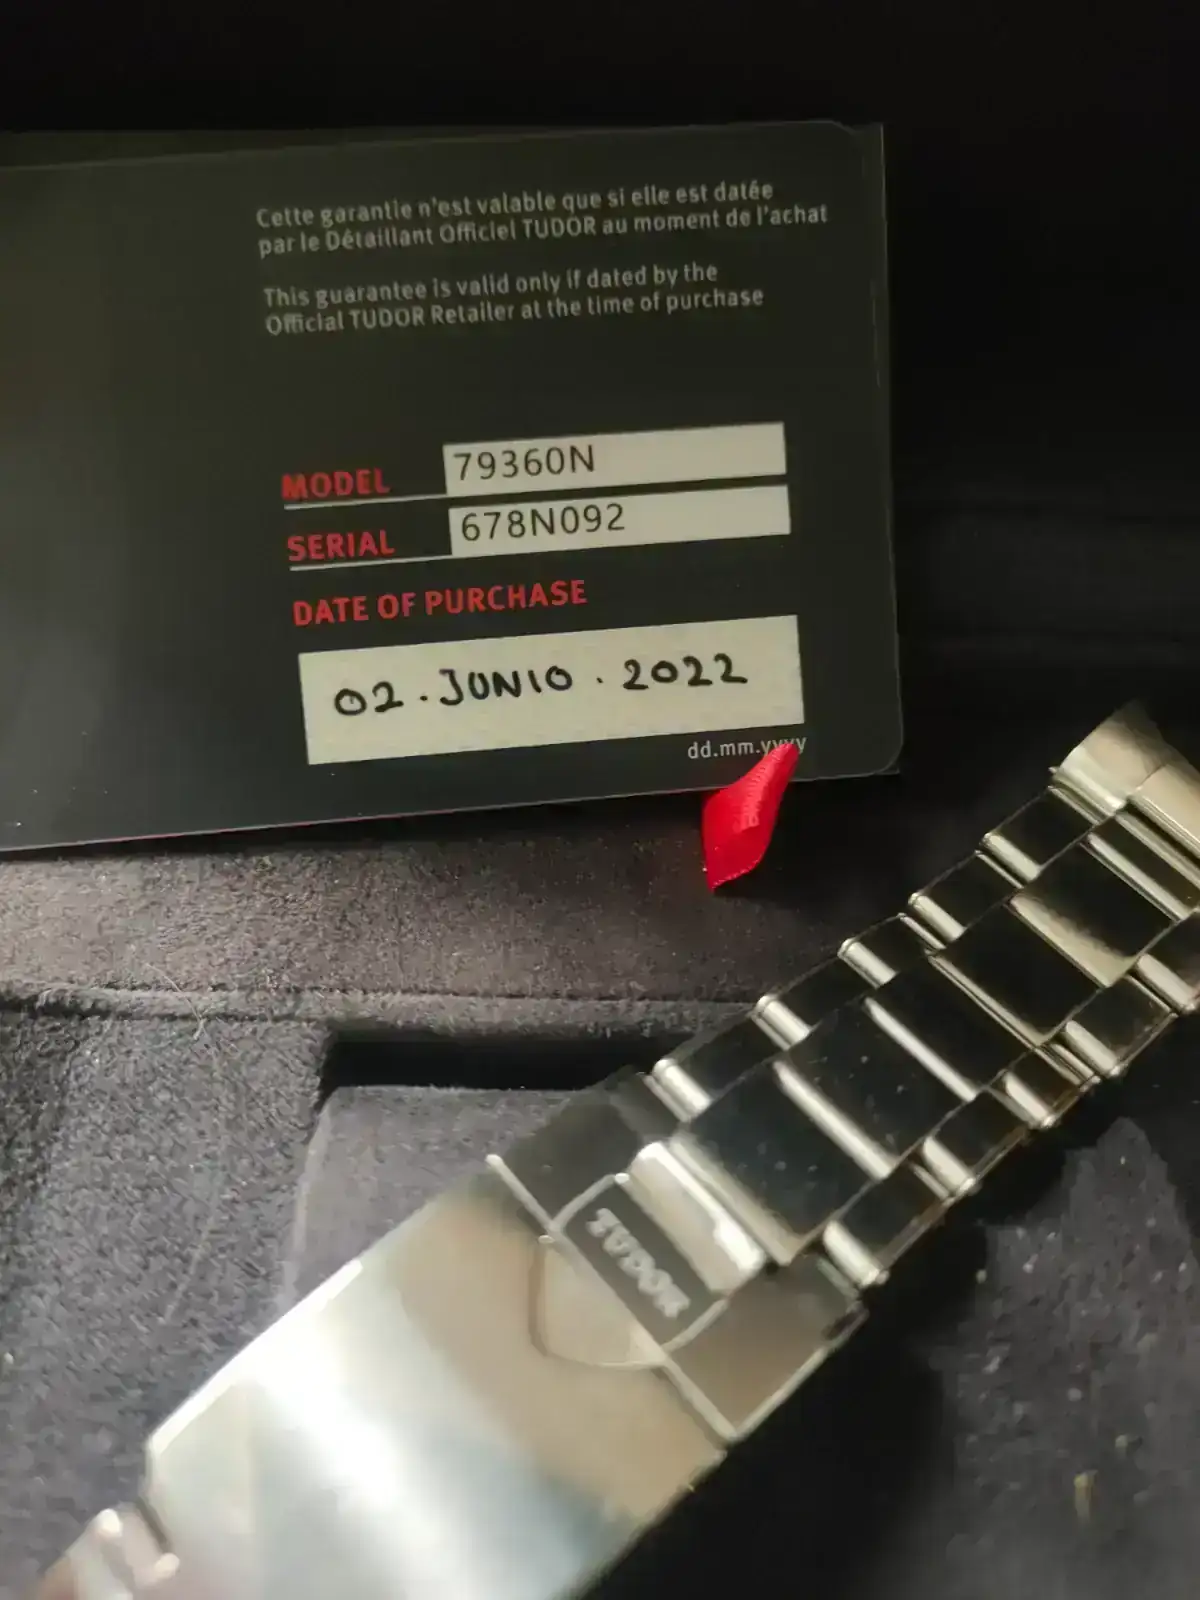 Cette garantie n'est valable que si elle est datée
par le Détaillant Officiel TUDOR au moment de l'achat
This guarantee is valid only if dated by the
Official TUDOR Retailer at the time of purchase
MODEL 79360N
SERIAL 678N092
DATE OF PURCHASE
02.JUNIO.2022
dd.mm.yyyy
TUDOR